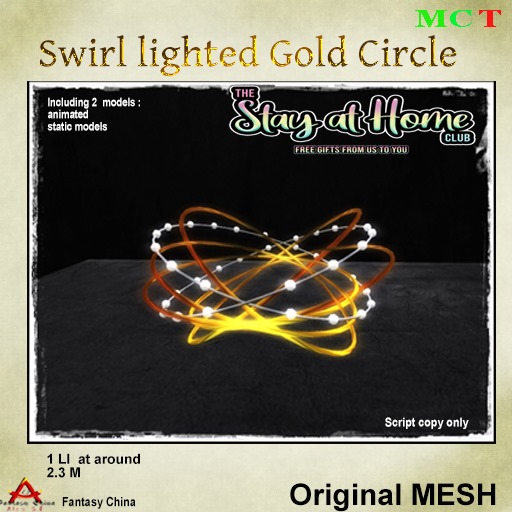 MCT
Swirl lighted Gold Circle
Including 2 models :
animated
static models
THE
Stay at Home
CLUB
FREE GIFTS FROM US TO YOU
Script copy only
1 LI at around
2.3 M
Fantasy China
Original MESH